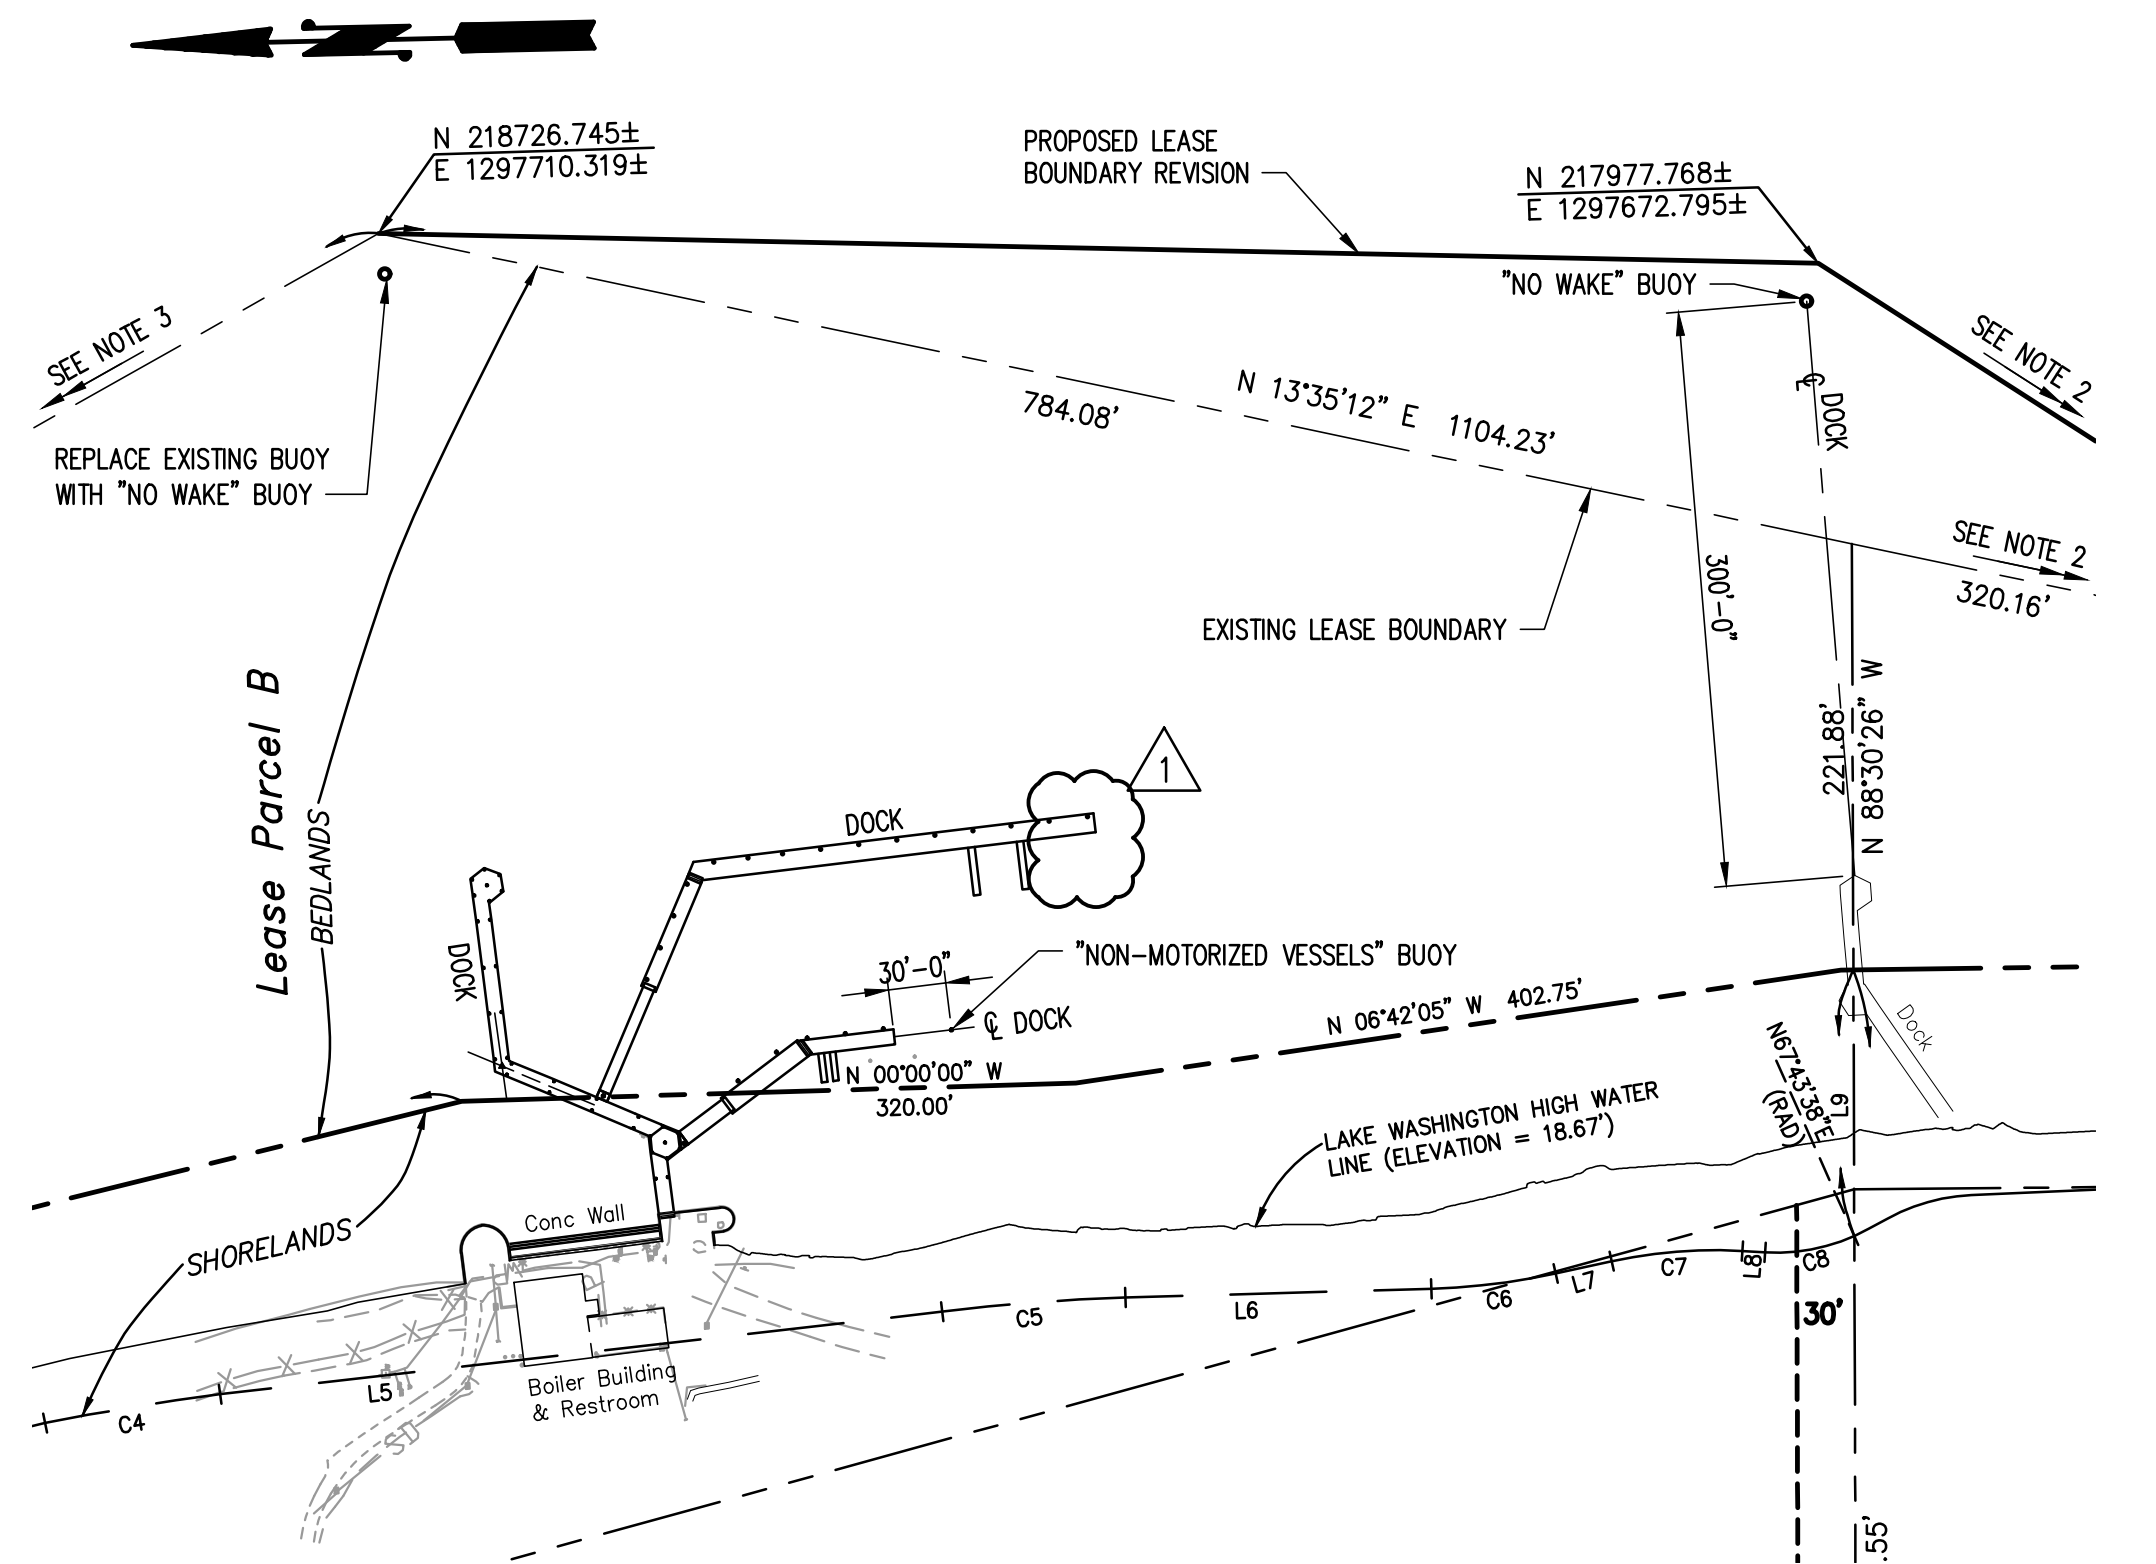 N 218726.745±
E 1297710.319±
PROPOSED LEASE
BOUNDARY REVISION
N 217977.768±
E 1297672.795±
"NO WAKE" BUOY
SEE NOTE 3
SEE NOTE 2
℄ DOCK
N 13°35'12" E 1104.23'
784.08'
REPLACE EXISTING BUOY
WITH "NO WAKE" BUOY
SEE NOTE 2
320.16'
300'-0"
EXISTING LEASE BOUNDARY
221.88'
N 88°30'26" W
Lease Parcel B
BEDLANDS
1
DOCK
DOCK
"NON-MOTORIZED VESSELS" BUOY
30'-0"
℄ DOCK
N 06°42'05" W 402.75'
Dock
N 00°00'00" W
320.00'
N67°43'38"E
(RAD)
L9
LAKE WASHINGTON HIGH WATER
LINE (ELEVATION = 18.67')
SHORELANDS
Conc Wall
C5
L6
C6
L7
C7
L8
C8
30'
Boiler Building
& Restroom
L5
C4
SD
.55'